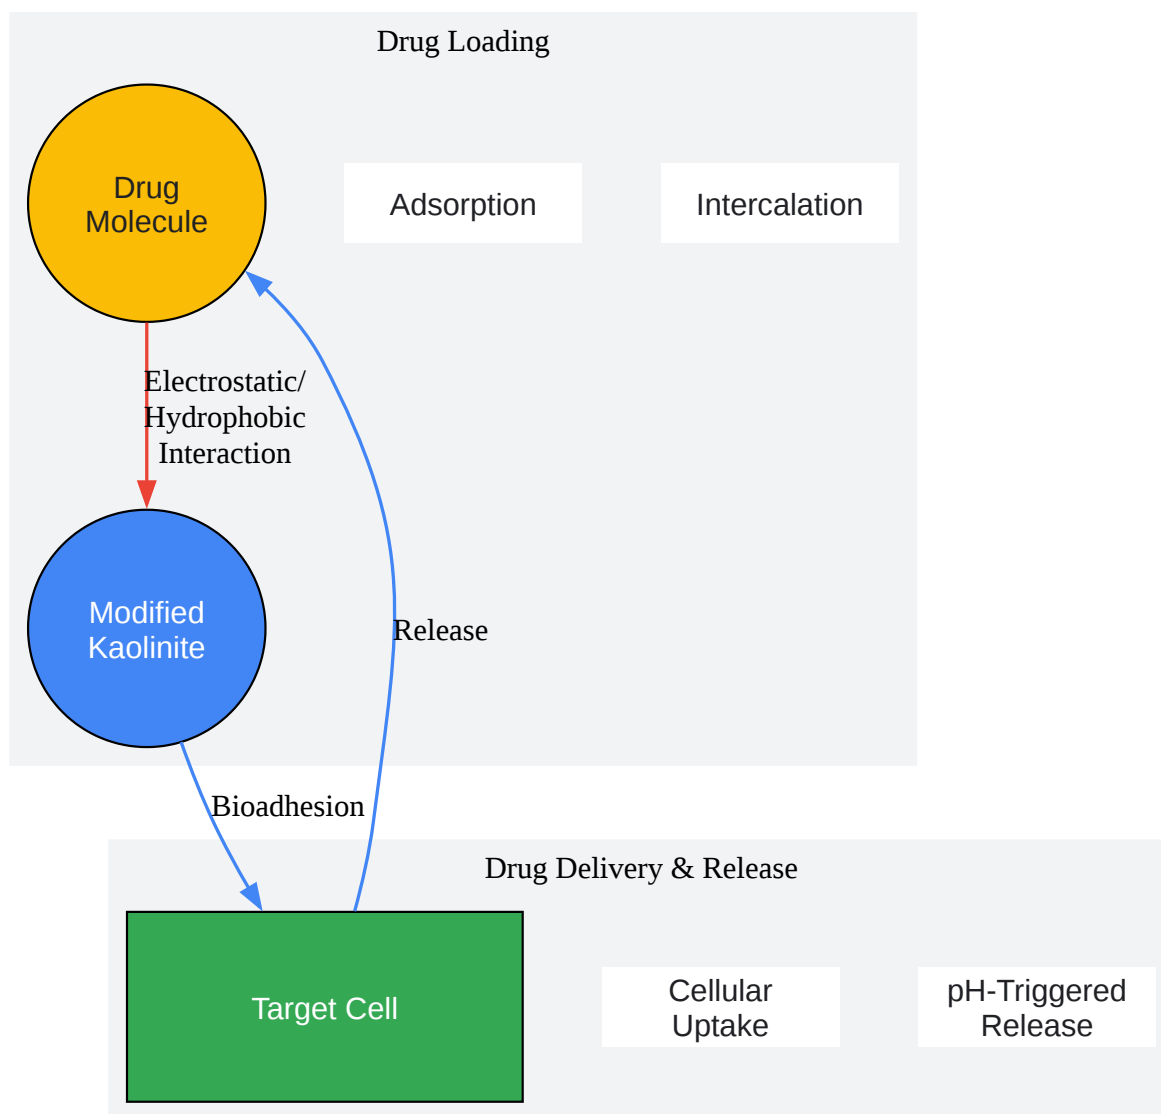 Drug Loading
Drug
Molecule
Adsorption
Intercalation
Electrostatic/
Hydrophobic
Interaction
Modified
Kaolinite
Release
Bioadhesion
Drug Delivery & Release
Target Cell
Cellular
Uptake
pH-Triggered
Release